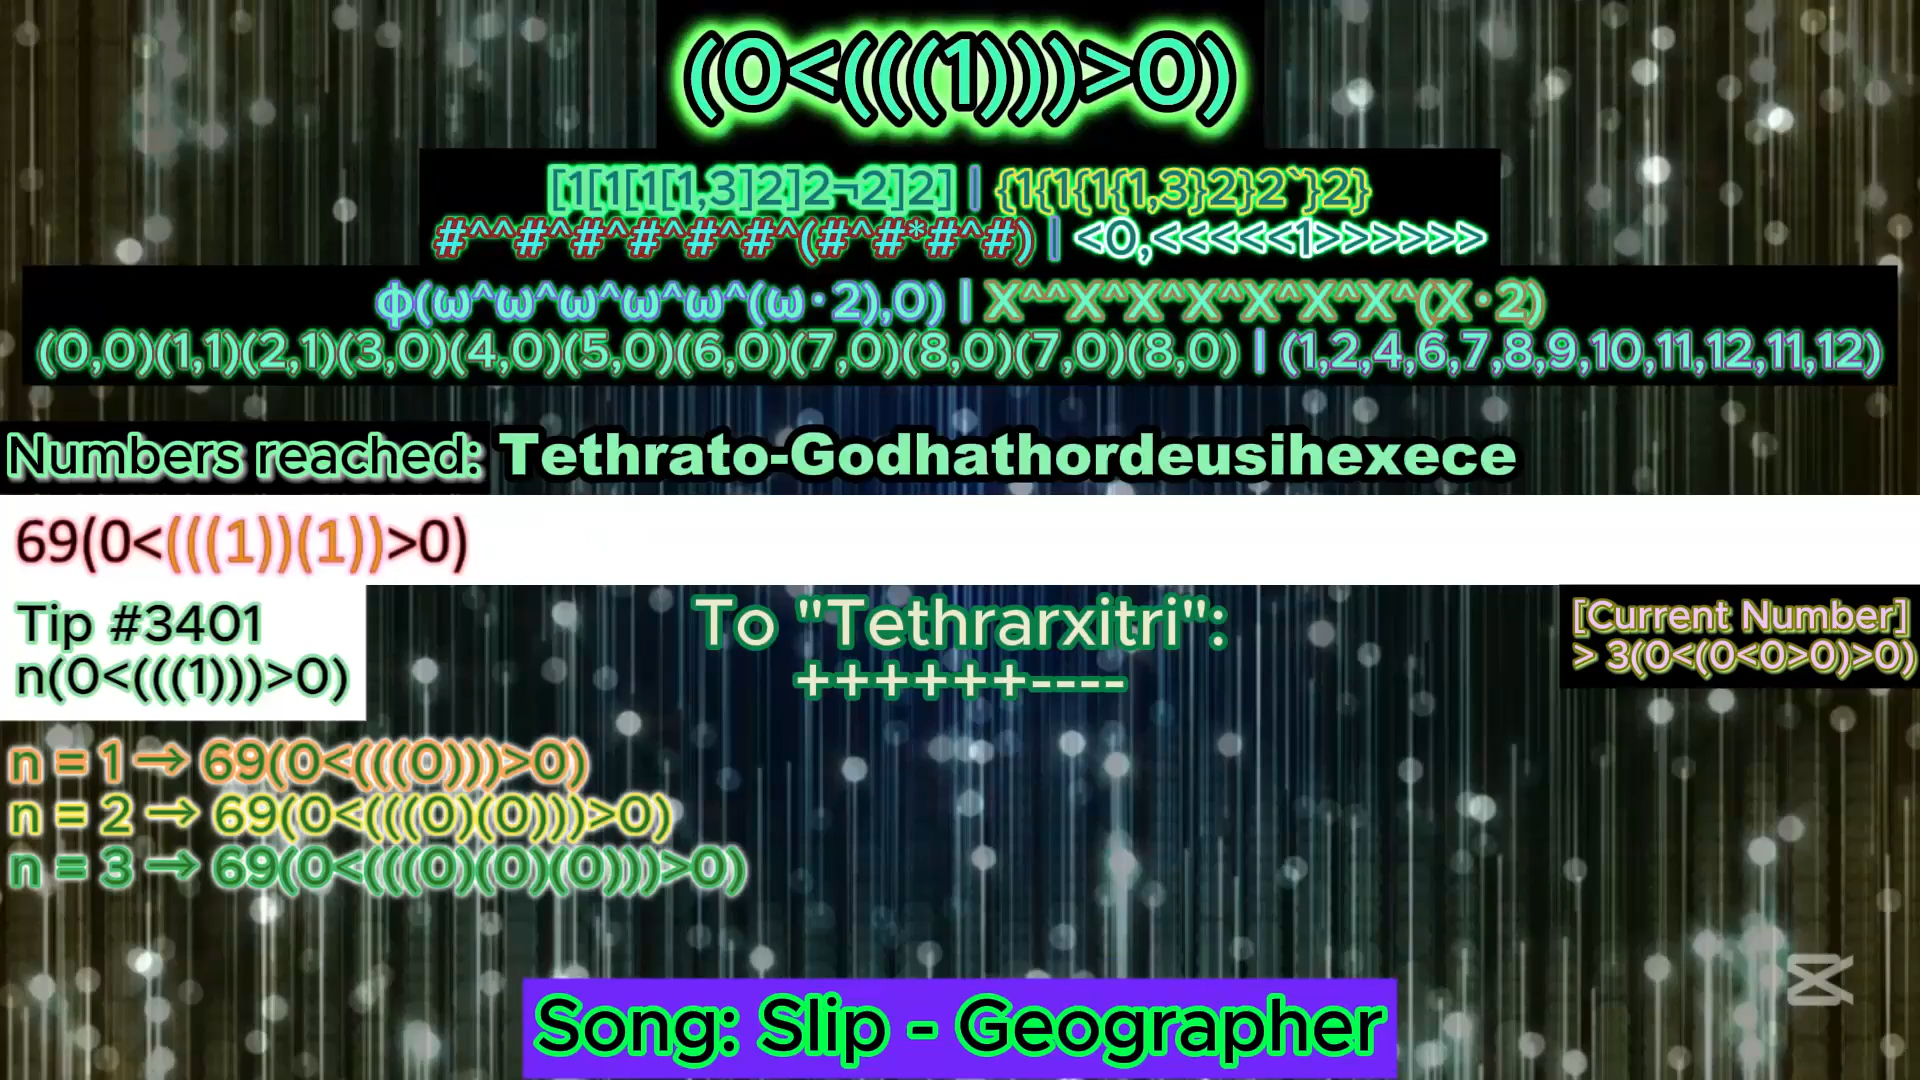 (0<(((1)))>0)
[1[1[1[1,3]2]2¬2]2] | {1{1{1{1,3}2}2`}2}
#^^#^#^#^#^#^(#^#*#^#) | <0,<<<<<1>>>>>>
φ(ω^ω^ω^ω^ω^(ω·2),0) | X^^X^X^X^X^X^X^(X·2)
(0,0)(1,1)(2,1)(3,0)(4,0)(5,0)(6,0)(7,0)(8,0)(7,0)(8,0) | (1,2,4,6,7,8,9,10,11,12,11,12)
Numbers reached: Tethrato-Godhathordeusihexece
69(0<(((1))(1))>0)
Tip #3401
n(0<(((1)))>0)
To "Tethrarxitri":
++++++----
[Current Number]
> 3(0<(0<0>0)>0)
n = 1 → 69(0<(((0)))>0)
n = 2 → 69(0<(((0)(0)))>0)
n = 3 → 69(0<(((0)(0)(0)))>0)
Song: Slip - Geographer